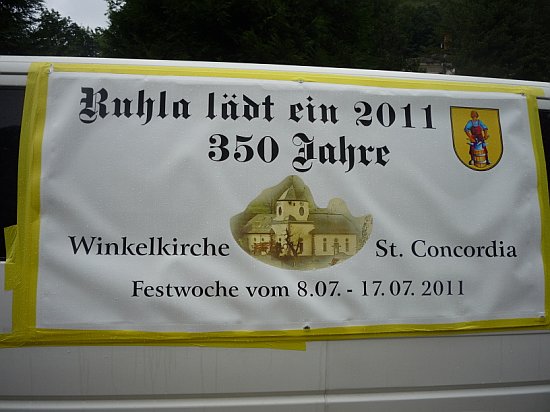 Ruhla lädt ein 2011
350 Jahre
Winkelkirche St. Concordia
Festwoche vom 8.07. - 17.07. 2011